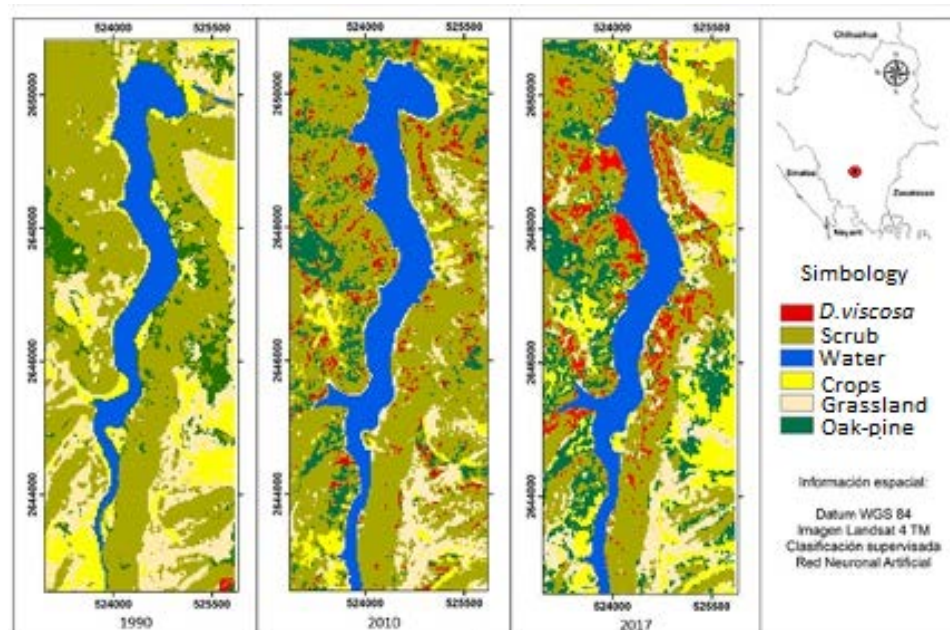 524000 525500 524000 525500 524000 525500
2650000 2650000 2650000
2648000 2648000 2648000
2646000 2646000 2646000
2644000 2644000 2644000
524000 525500 524000 525500 524000 525500
1990 2010 2017
Chihuahua
Sinaloa
Zacatecas
Nayarit
Simbology
D.viscosa
Scrub
Water
Crops
Grassland
Oak-pine
Información espacial:
Datum WGS 84
Imagen Landsat 4 TM
Clasificación supervisada
Red Neuronal Artificial